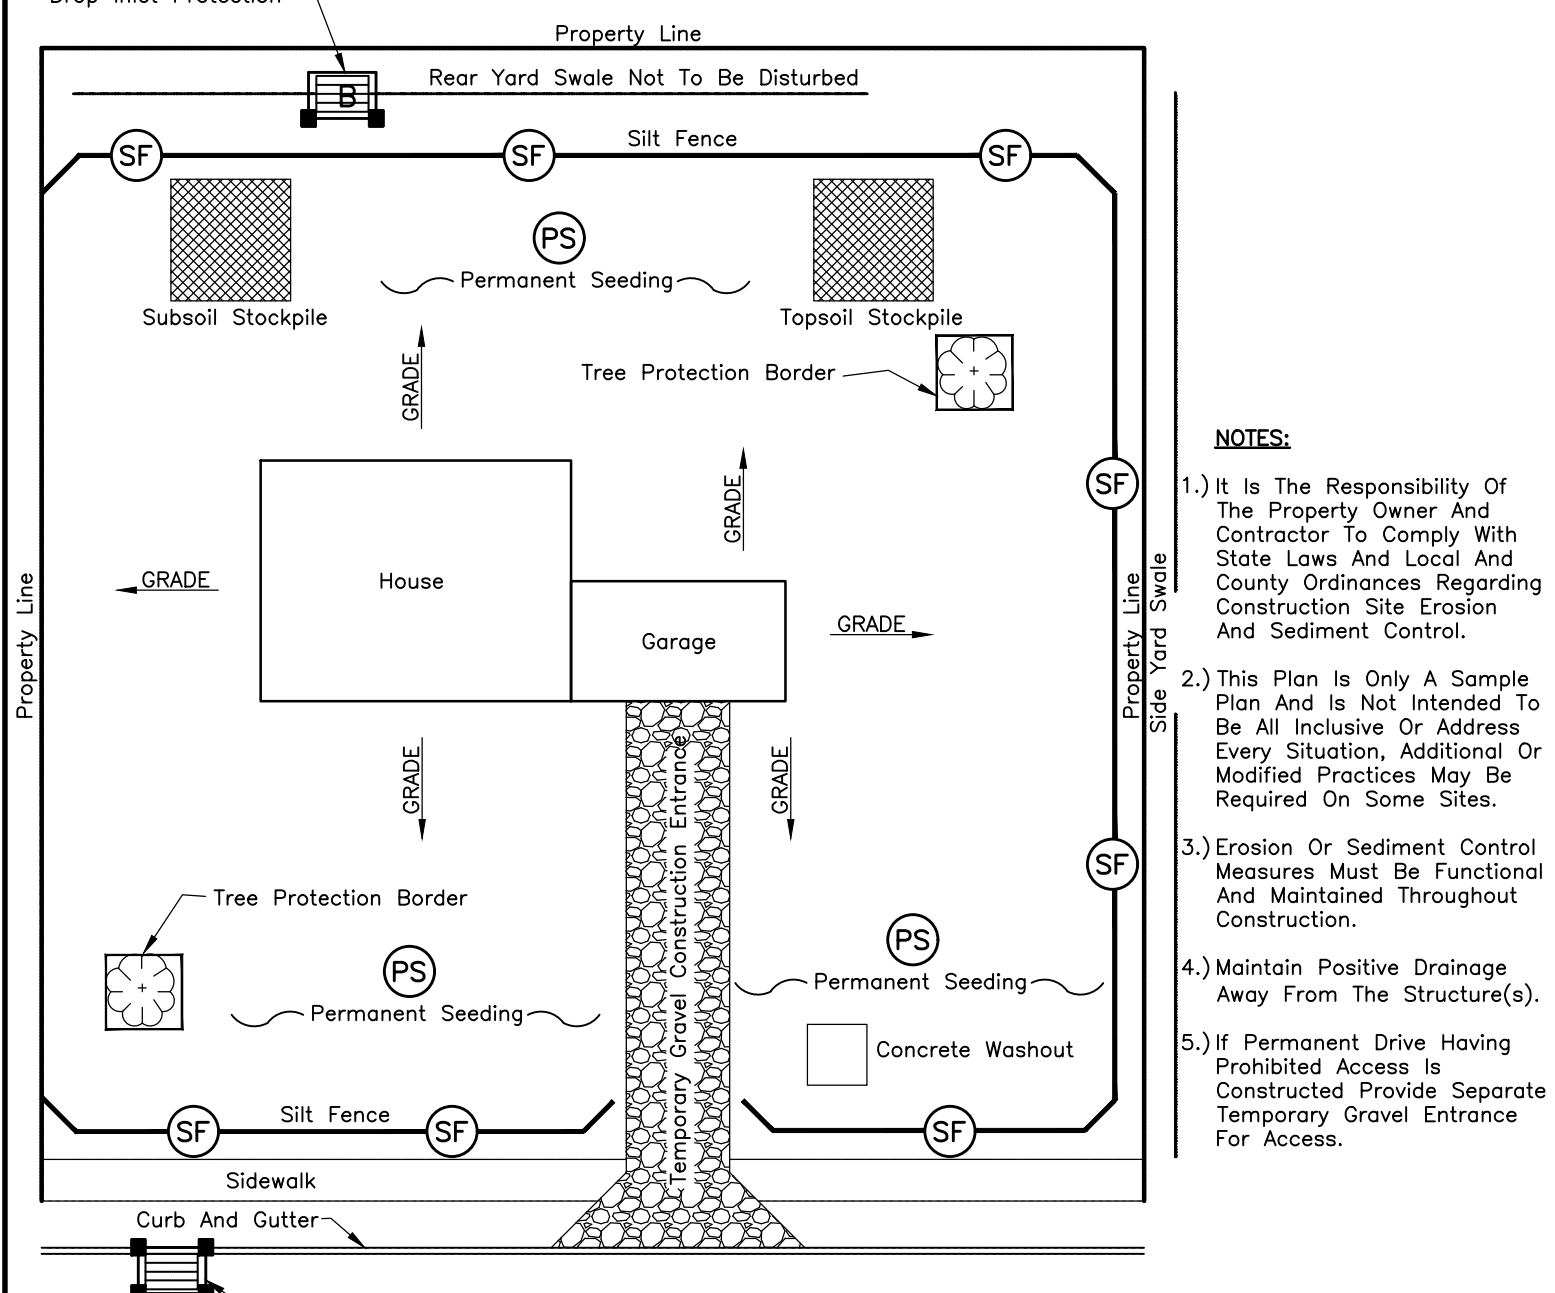 Drop Inlet Protection
Property Line
B
Rear Yard Swale Not To Be Disturbed
Silt Fence
SF
SF
SF
PS
Permanent Seeding
Subsoil Stockpile
Topsoil Stockpile
Tree Protection Border
GRADE
GRADE
SF
House
GRADE
Garage
GRADE
Property Line
Property Line
Side Yard Swale
GRADE
GRADE
Temporary Gravel Construction Entrance
SF
Tree Protection Border
PS
Permanent Seeding
PS
Permanent Seeding
Concrete Washout
Silt Fence
SF
SF
SF
Sidewalk
Curb And Gutter
NOTES:
1.) It Is The Responsibility Of
The Property Owner And
Contractor To Comply With
State Laws And Local And
County Ordinances Regarding
Construction Site Erosion
And Sediment Control.
2.) This Plan Is Only A Sample
Plan And Is Not Intended To
Be All Inclusive Or Address
Every Situation, Additional Or
Modified Practices May Be
Required On Some Sites.
3.) Erosion Or Sediment Control
Measures Must Be Functional
And Maintained Throughout
Construction.
4.) Maintain Positive Drainage
Away From The Structure(s).
5.) If Permanent Drive Having
Prohibited Access Is
Constructed Provide Separate
Temporary Gravel Entrance
For Access.